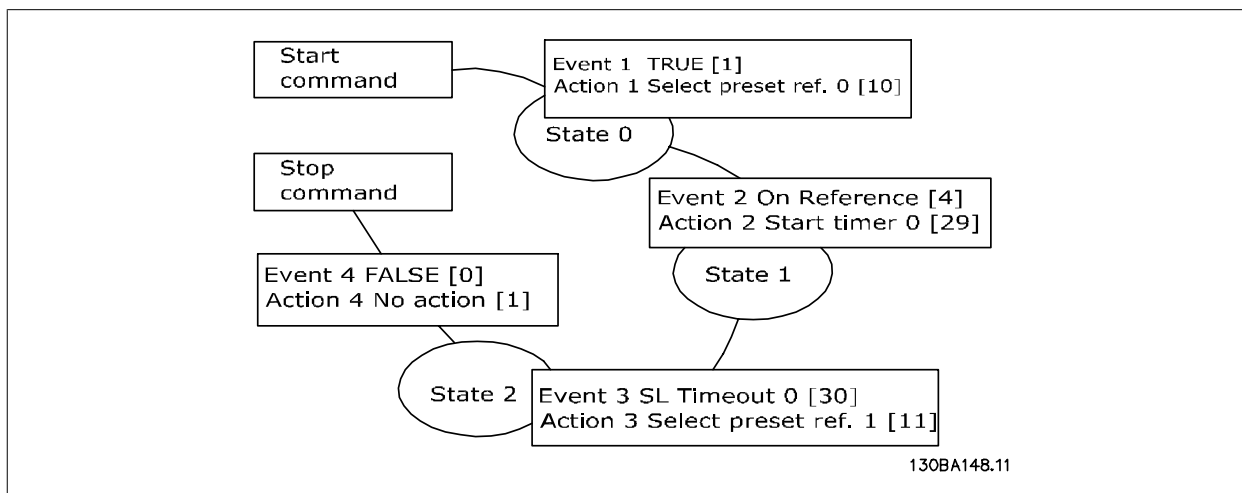 Start
command
Event 1 TRUE [1]
Action 1 Select preset ref. 0 [10]
State 0
Stop
command
Event 2 On Reference [4]
Action 2 Start timer 0 [29]
State 1
Event 4 FALSE [0]
Action 4 No action [1]
State 2
Event 3 SL Timeout 0 [30]
Action 3 Select preset ref. 1 [11]
130BA148.11